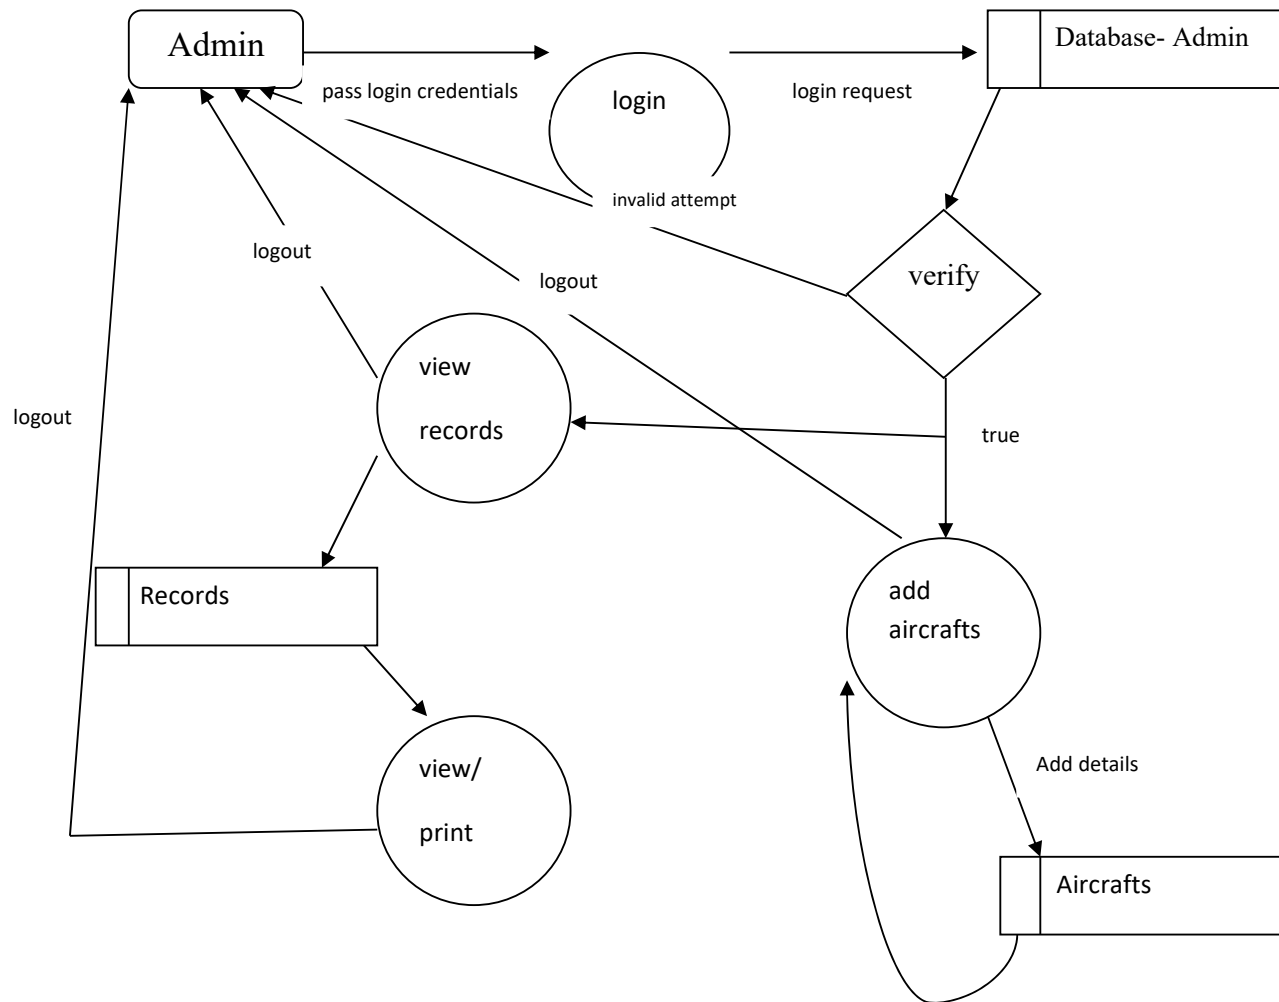 Admin
Database- Admin
pass login credentials
login
login request
invalid attempt
logout
logout
verify
view
records
logout
true
Records
add
aircrafts
view/
print
Add details
Aircrafts